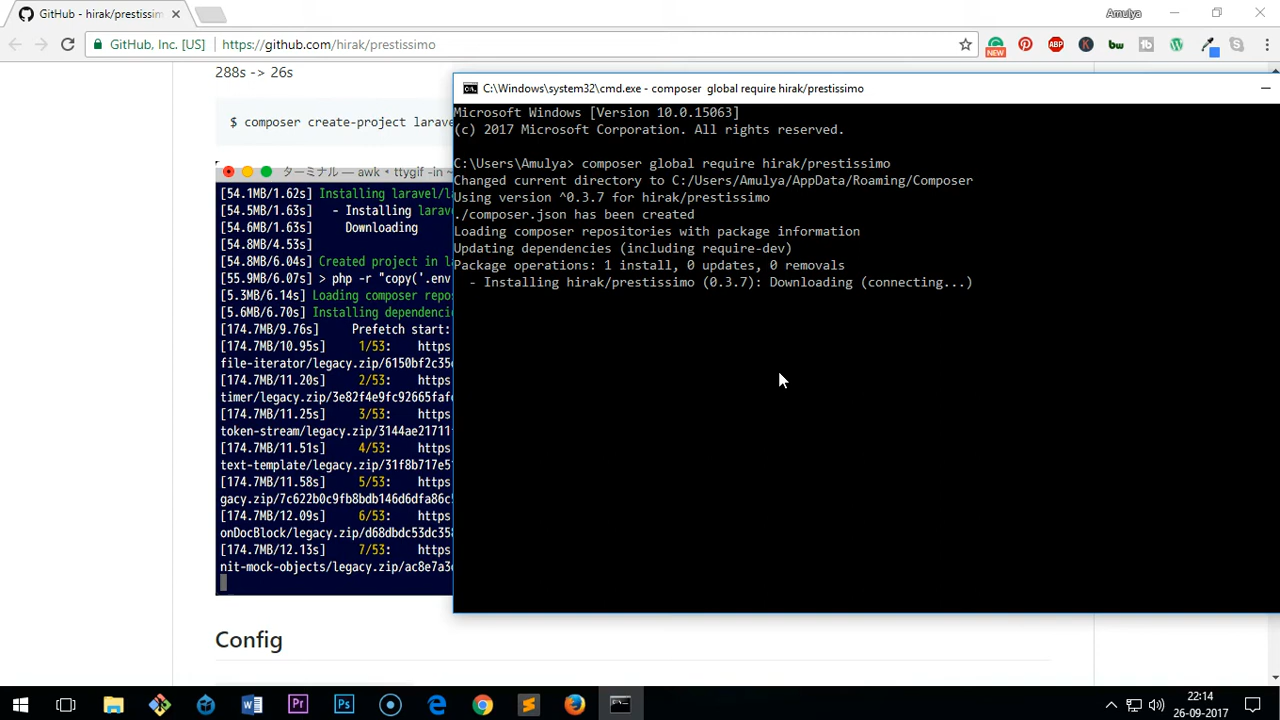 GitHub - hirak/prestissim
Amulya
GitHub, Inc. [US]
https://github.com/hirak/prestissimo
NEW
ABP
K
bw
tb
288s -> 26s
$ composer create-project larave
ターミナル — awk • ttygif -in ~
[54.1MB/1.62s] Installing laravel/l
[54.5MB/1.63s] - Installing larave
[54.6MB/1.63s] Downloading
[54.8MB/4.53s]
[54.8MB/6.04s] Created project in l
[55.9MB/6.07s] > php -r "copy('.env
[5.3MB/6.14s] Loading composer repos
[5.6MB/6.70s] Installing dependenci
[174.7MB/9.76s] Prefetch start:
[174.7MB/10.95s] 1/53: https
file-iterator/legacy.zip/6150bf2c35
[174.7MB/11.20s] 2/53: https
timer/legacy.zip/3e82f4e9fc92665faf
[174.7MB/11.25s] 3/53: https
token-stream/legacy.zip/3144ae21711
[174.7MB/11.51s] 4/53: https
text-template/legacy.zip/31f8b717e5
[174.7MB/11.58s] 5/53: https
gacy.zip/7c622b0c9fb8bdb146d6dfa86c
[174.7MB/12.09s] 6/53: https
onDocBlock/legacy.zip/d68dbdc53dc358
[174.7MB/12.13s] 7/53: https
nit-mock-objects/legacy.zip/ac8e7a3
Config
C:\Windows\system32\cmd.exe - composer global require hirak/prestissimo
Microsoft Windows [Version 10.0.15063]
(c) 2017 Microsoft Corporation. All rights reserved.
C:\Users\Amulya> composer global require hirak/prestissimo
Changed current directory to C:/Users/Amulya/AppData/Roaming/Composer
Using version ^0.3.7 for hirak/prestissimo
./composer.json has been created
Loading composer repositories with package information
Updating dependencies (including require-dev)
Package operations: 1 install, 0 updates, 0 removals
- Installing hirak/prestissimo (0.3.7): Downloading (connecting...)
Pr
Ps
22:14
26-09-2017